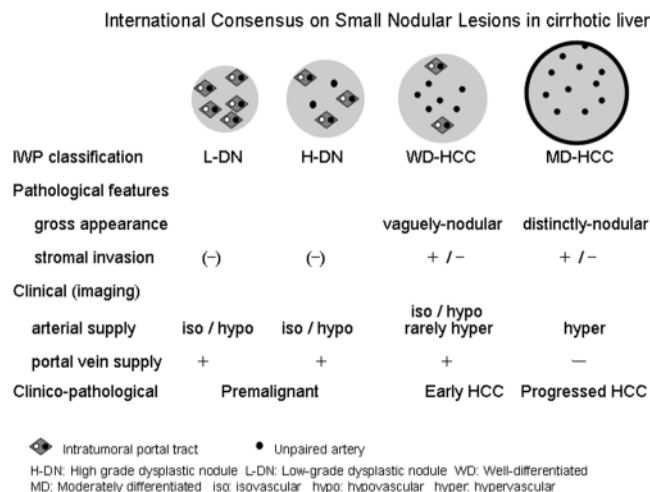 International Consensus on Small Nodular Lesions in cirrhotic liver
IWP classification L-DN H-DN WD-HCC MD-HCC
Pathological features
gross appearance vaguely-nodular distinctly-nodular
stromal invasion (-) (-) + / - + / -
Clinical (imaging)
iso / hypo
arterial supply iso / hypo iso / hypo rarely hyper hyper
portal vein supply + + + -
Clinico-pathological Premalignant Early HCC Progressed HCC
Intratumoral portal tract Unpaired artery
H-DN: High grade dysplastic nodule L-DN: Low-grade dysplastic nodule WD: Well-differentiated
MD: Moderately differentiated iso: isovascular hypo: hypovascular hyper: hypervascular